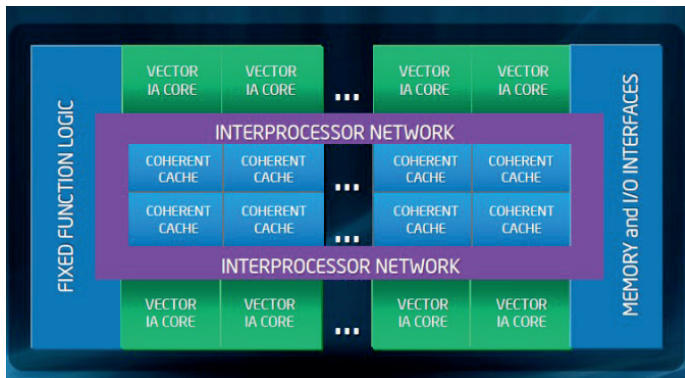 FIXED FUNCTION LOGIC
VECTOR
IA CORE
VECTOR
IA CORE
...
VECTOR
IA CORE
VECTOR
IA CORE
MEMORY and I/O INTERFACES
INTERPROCESSOR NETWORK
COHERENT
CACHE
COHERENT
CACHE
...
COHERENT
CACHE
COHERENT
CACHE
COHERENT
CACHE
COHERENT
CACHE
...
COHERENT
CACHE
COHERENT
CACHE
INTERPROCESSOR NETWORK
VECTOR
IA CORE
VECTOR
IA CORE
...
VECTOR
IA CORE
VECTOR
IA CORE